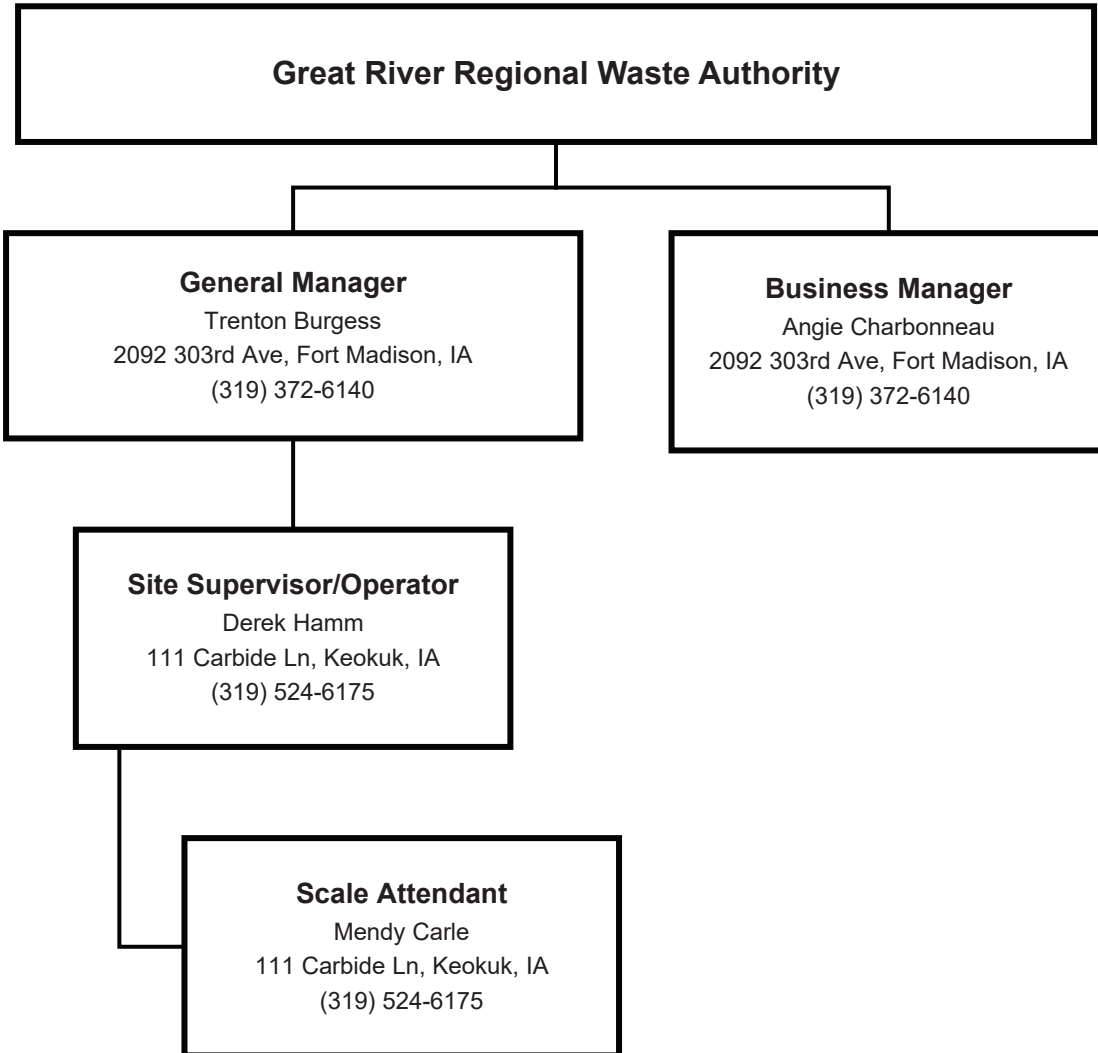 Great River Regional Waste Authority
General Manager
Trenton Burgess
2092 303rd Ave, Fort Madison, IA
(319) 372-6140
Business Manager
Angie Charbonneau
2092 303rd Ave, Fort Madison, IA
(319) 372-6140
Site Supervisor/Operator
Derek Hamm
111 Carbide Ln, Keokuk, IA
(319) 524-6175
Scale Attendant
Mendy Carle
111 Carbide Ln, Keokuk, IA
(319) 524-6175